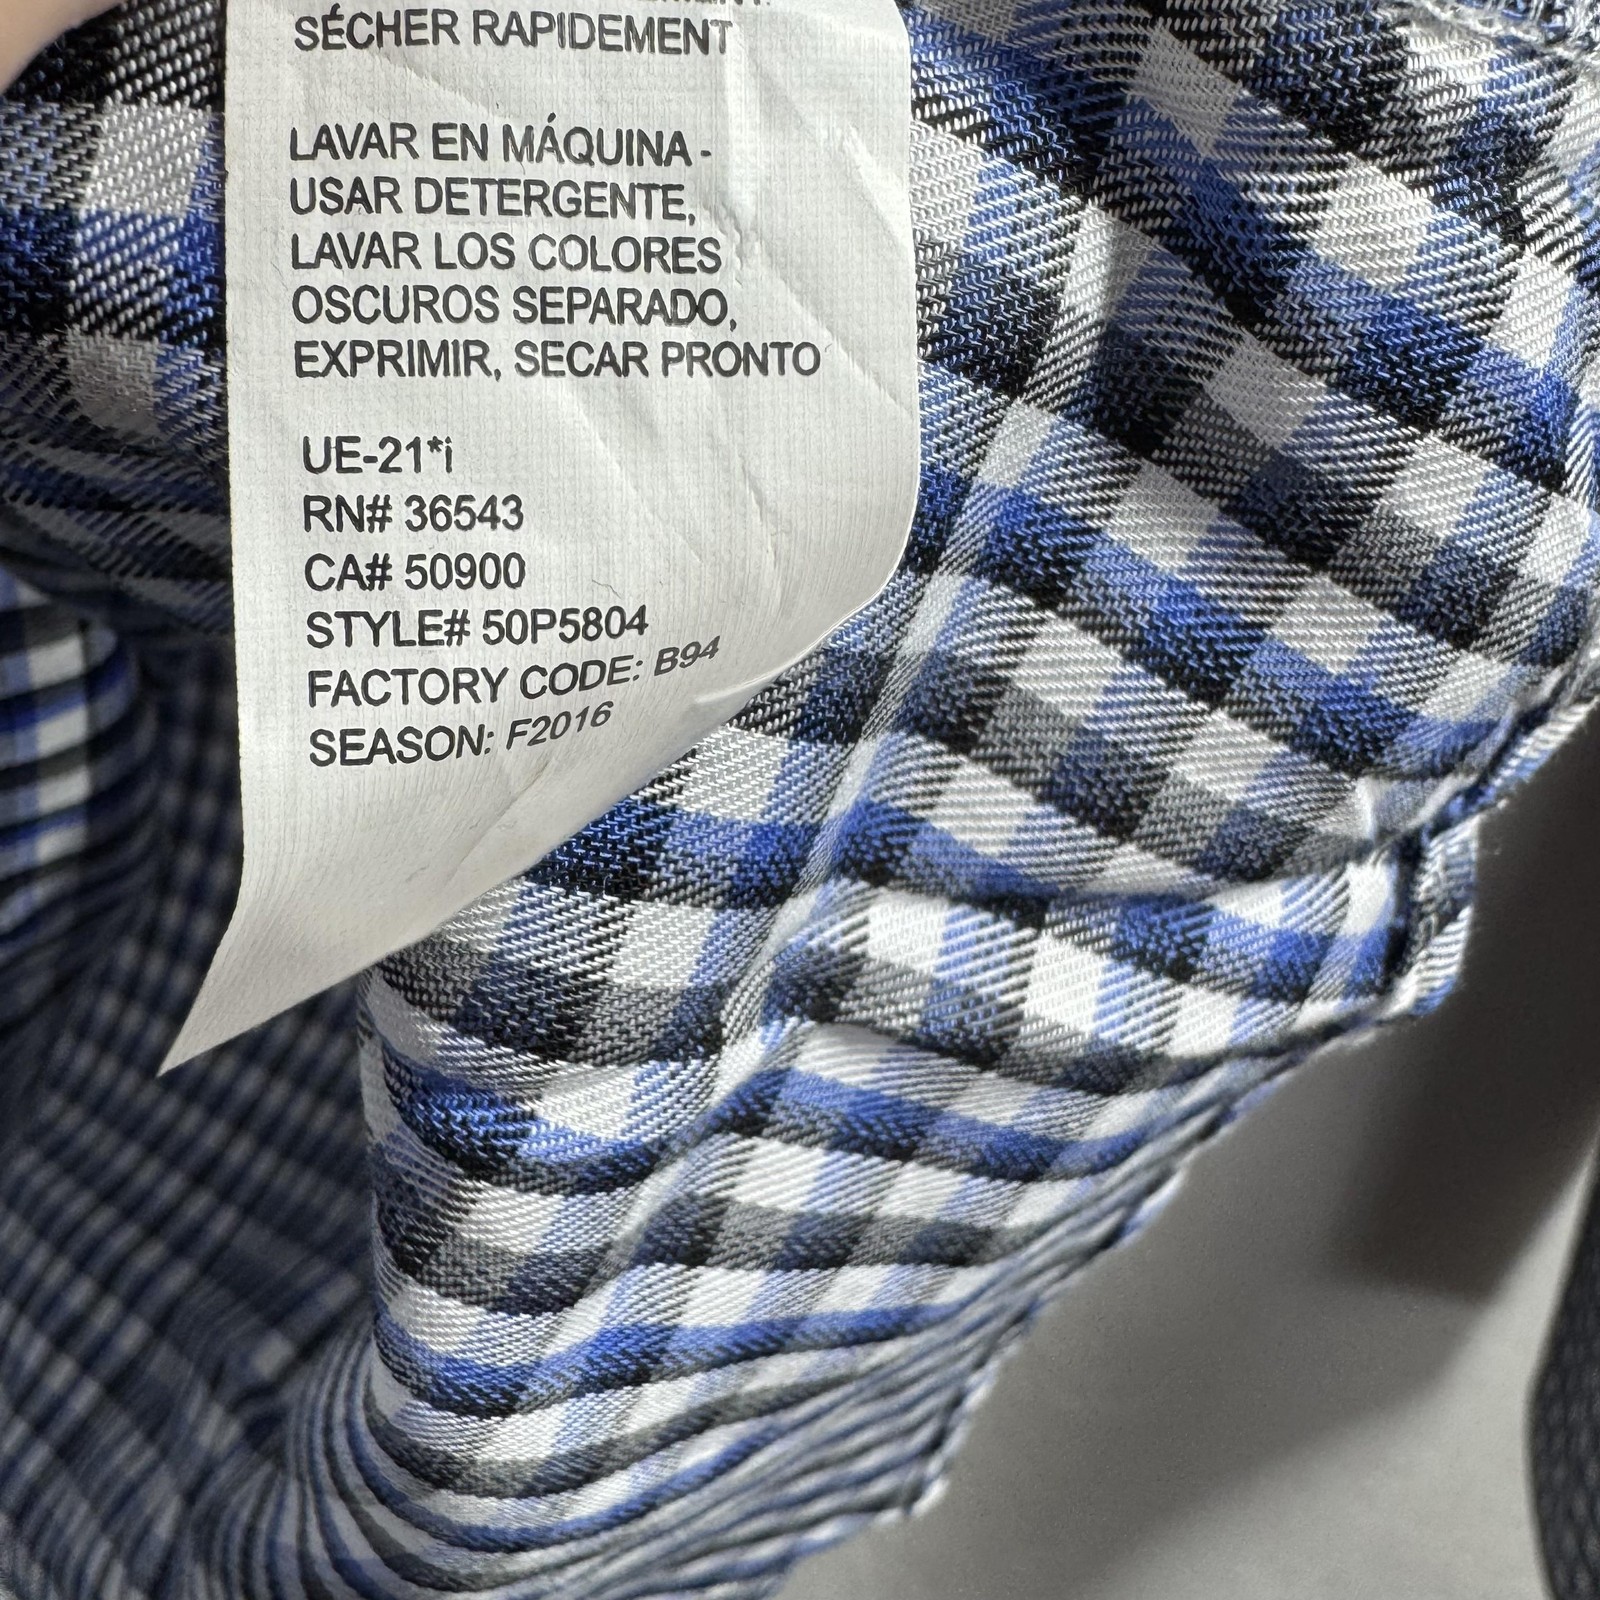 SÉCHER RAPIDEMENT
LAVAR EN MÁQUINA -
USAR DETERGENTE,
LAVAR LOS COLORES
OSCUROS SEPARADO,
EXPRIMIR, SECAR PRONTO
UE-21*i
RN# 36543
CA# 50900
STYLE# 50P5804
FACTORY CODE: B94
SEASON: F2016